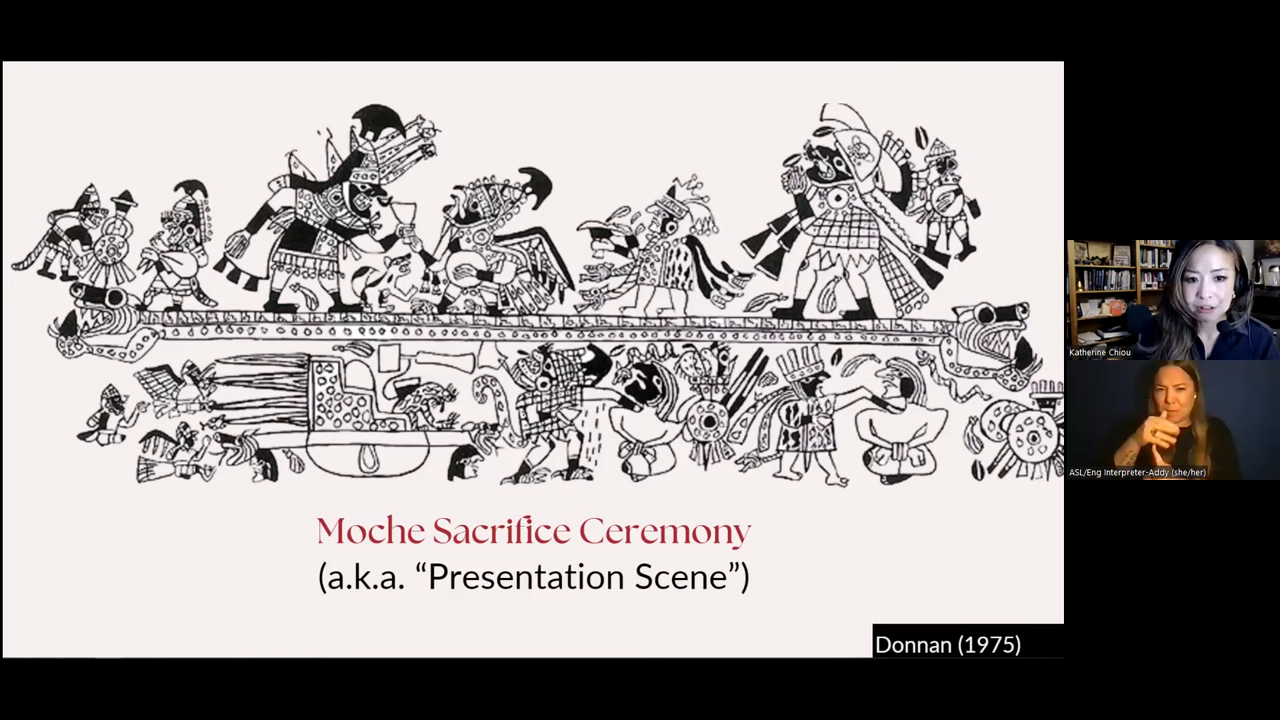 Moche Sacrifice Ceremony
(a.k.a. “Presentation Scene”)
Donnan (1975)
Katherine Chiou
ASL/Eng Interpreter-Addy (she/her)